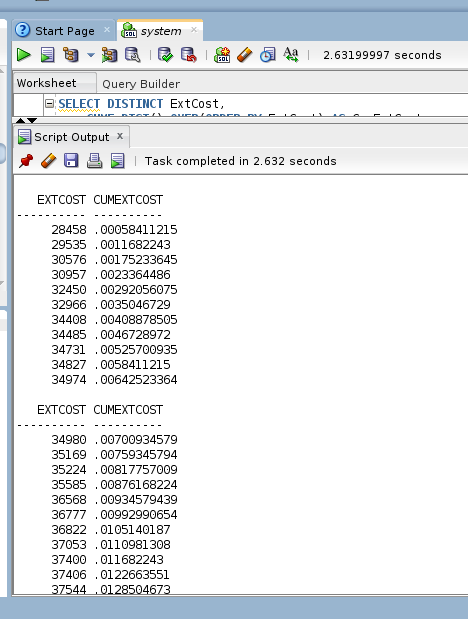 Start Page
system
2.63199997 seconds
Worksheet Query Builder
SELECT DISTINCT ExtCost,
Script Output
Task completed in 2.632 seconds
EXTCOST CUMEXTCOST
---------- ----------
28458 .00058411215
29535 .0011682243
30576 .00175233645
30957 .0023364486
32450 .00292056075
32966 .0035046729
34408 .00408878505
34485 .0046728972
34731 .00525700935
34827 .0058411215
34974 .00642523364
EXTCOST CUMEXTCOST
---------- ----------
34980 .00700934579
35169 .00759345794
35224 .00817757009
35585 .00876168224
36568 .00934579439
36777 .00992990654
36822 .0105140187
37053 .0110981308
37400 .011682243
37406 .0122663551
37544 .0128504673